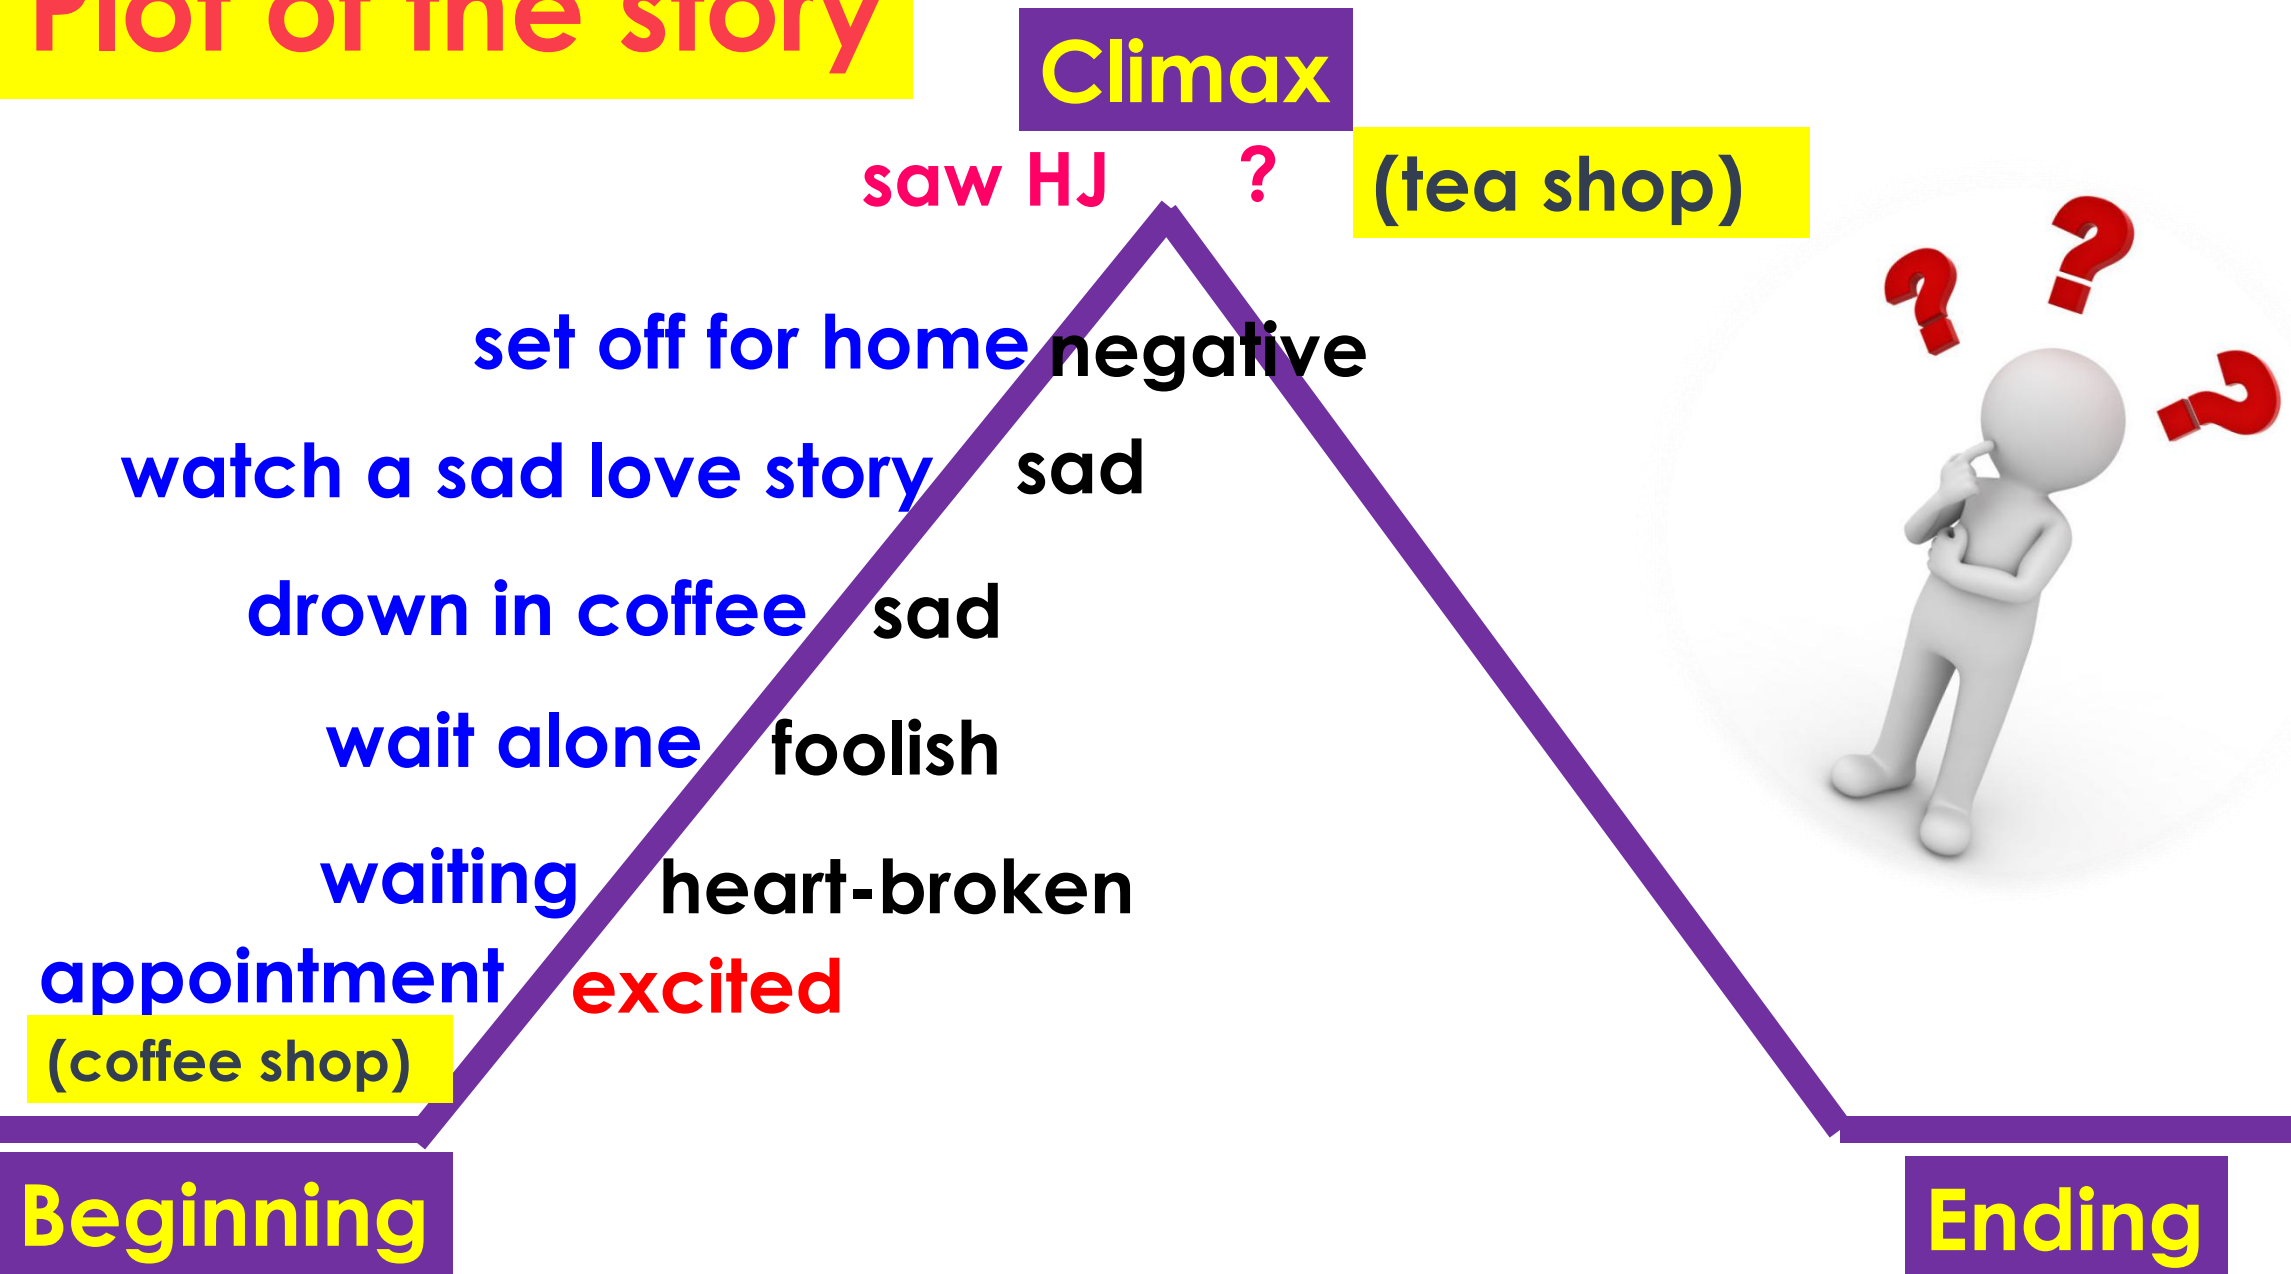 Plot of the story
Climax
saw HJ ? (tea shop)
set off for home negative
watch a sad love story sad
drown in coffee sad
wait alone foolish
waiting heart-broken
appointment excited
(coffee shop)
Beginning
Ending